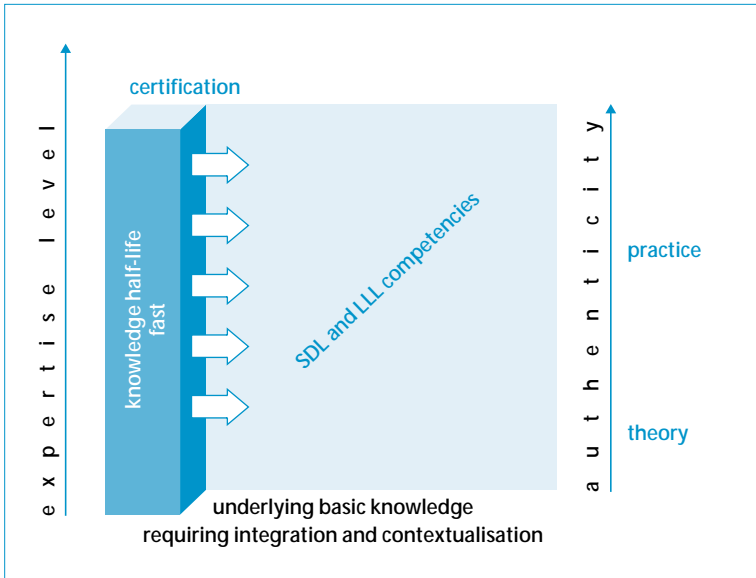 certification
expertise level
knowledge half-life
fast
SDL and LLL competencies
authenticity
practice
theory
underlying basic knowledge
requiring integration and contextualisation